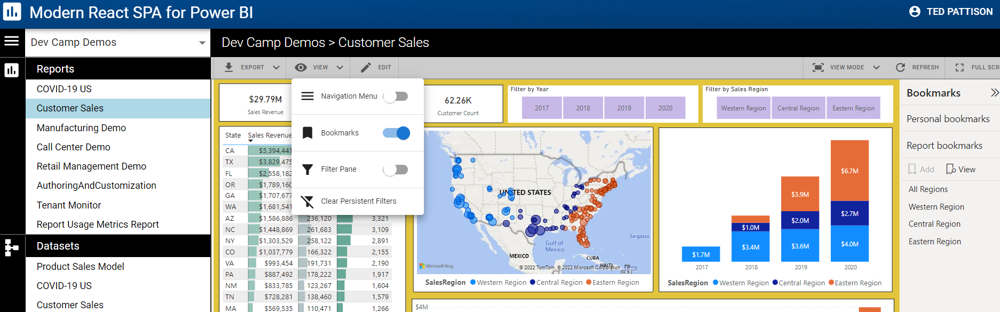 Modern React SPA for Power BI
TED PATTISON
Dev Camp Demos
Dev Camp Demos > Customer Sales
EXPORT
VIEW
EDIT
VIEW MODE
REFRESH
FULL SCR
Reports
COVID-19 US
Customer Sales
Manufacturing Demo
Call Center Demo
Retail Management Demo
AuthoringAndCustomization
Tenant Monitor
Report Usage Metrics Report
Datasets
Product Sales Model
COVID-19 US
Customer Sales
$29.79M
Sales Revenue
Navigation Menu
Bookmarks
Filter Pane
Clear Persistent Filters
62.26K
Customer Count
Filter by Year
2017 2018 2019 2020
Filter by Sales Region
Western Region Central Region Eastern Region
State Sales Revenue
CA $5,394,441
TX $3,829,475
FL $2,558,182
OR $1,789,160
GA $1,707,677
WA $1,681,541
AZ $1,586,886 236,120 3,321
NC $1,448,869 261,683 3,109
NY $1,303,529 258,122 2,891
CO $1,037,779 166,322 2,155
VA $993,454 191,731 2,190
PA $887,492 178,222 1,917
NM $833,785 123,267 1,604
TN $728,281 138,460 1,579
MA $569,535 110,471 1,266
UNITED STATES
Sargasso
Gulf of
Mexico
MEXICO
CUBA
HAITI
PR
(U.S.)
Microsoft Bing
© 2022 TomTom, © 2022 Microsoft Corporation Terms
SalesRegion Western Region Central Region Eastern Region
$6.7M
$3.9M
$2.7M
$2.0M
$1.0M
$1.7M
$3.4M
$3.6M
$4.0M
2017 2018 2019 2020
SalesRegion Western Region Central Region Eastern Region
$4M
Bookmarks
Personal bookmarks
Report bookmarks
Add View
All Regions
Western Region
Central Region
Eastern Region